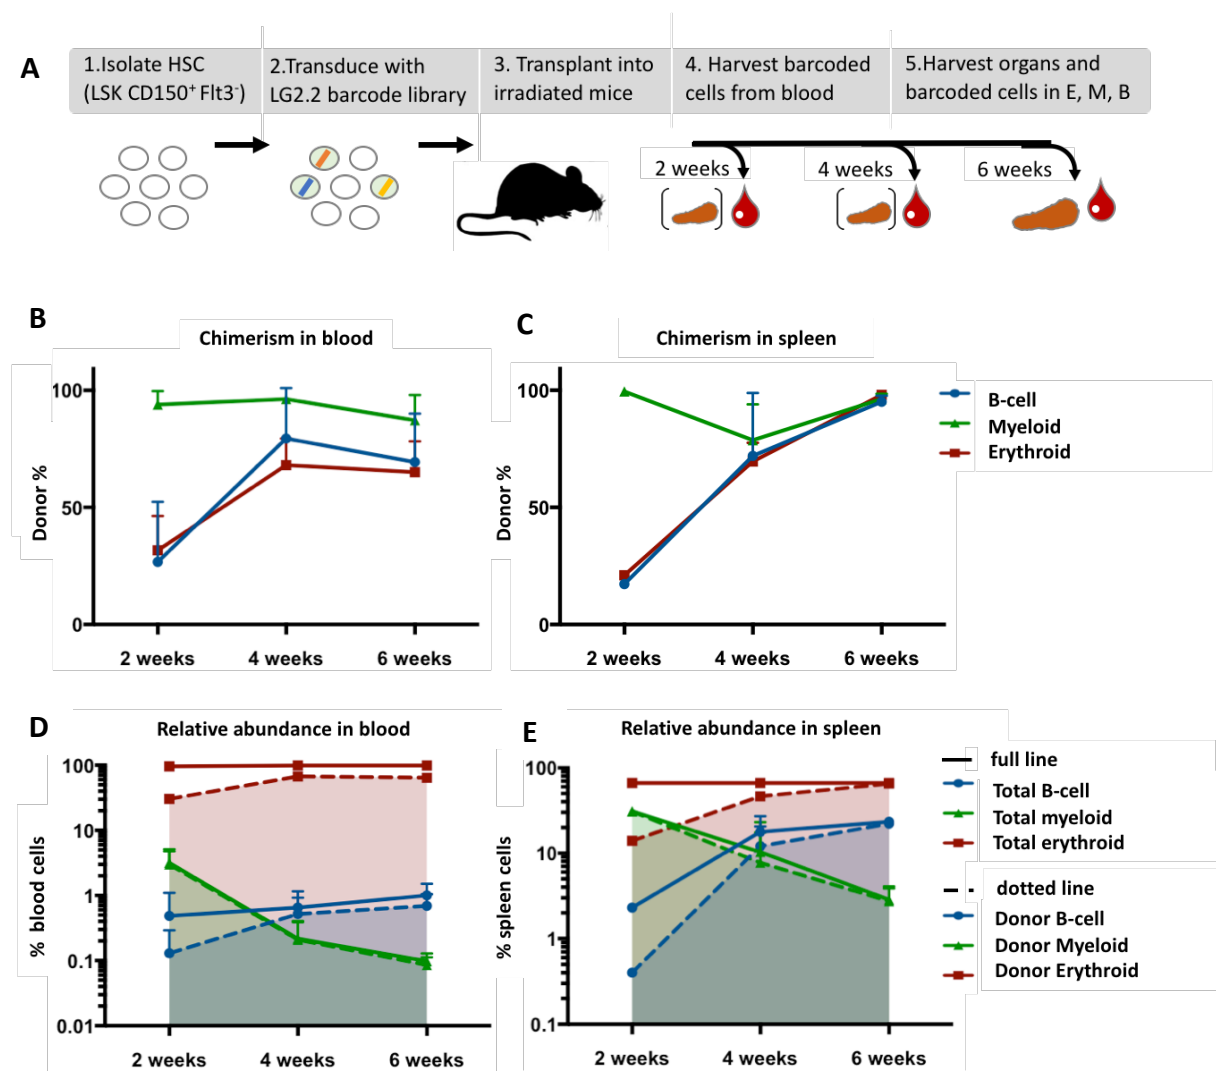 A
1.Isolate HSC
(LSK CD150⁺ Flt3⁻)
2.Transduce with
LG2.2 barcode library
3. Transplant into
irradiated mice
4. Harvest barcoded
cells from blood
5.Harvest organs and
barcoded cells in E, M, B
2 weeks
4 weeks
6 weeks
B
Chimerism in blood
Donor %
100
50
0
2 weeks
4 weeks
6 weeks
C
Chimerism in spleen
Donor %
100
50
0
2 weeks
4 weeks
6 weeks
B-cell
Myeloid
Erythroid
D
Relative abundance in blood
% blood cells
100
10
1
0.1
0.01
2 weeks
4 weeks
6 weeks
E
Relative abundance in spleen
% spleen cells
100
10
1
0.1
2 weeks
4 weeks
6 weeks
full line
Total B-cell
Total myeloid
Total erythroid
dotted line
Donor B-cell
Donor Myeloid
Donor Erythroid